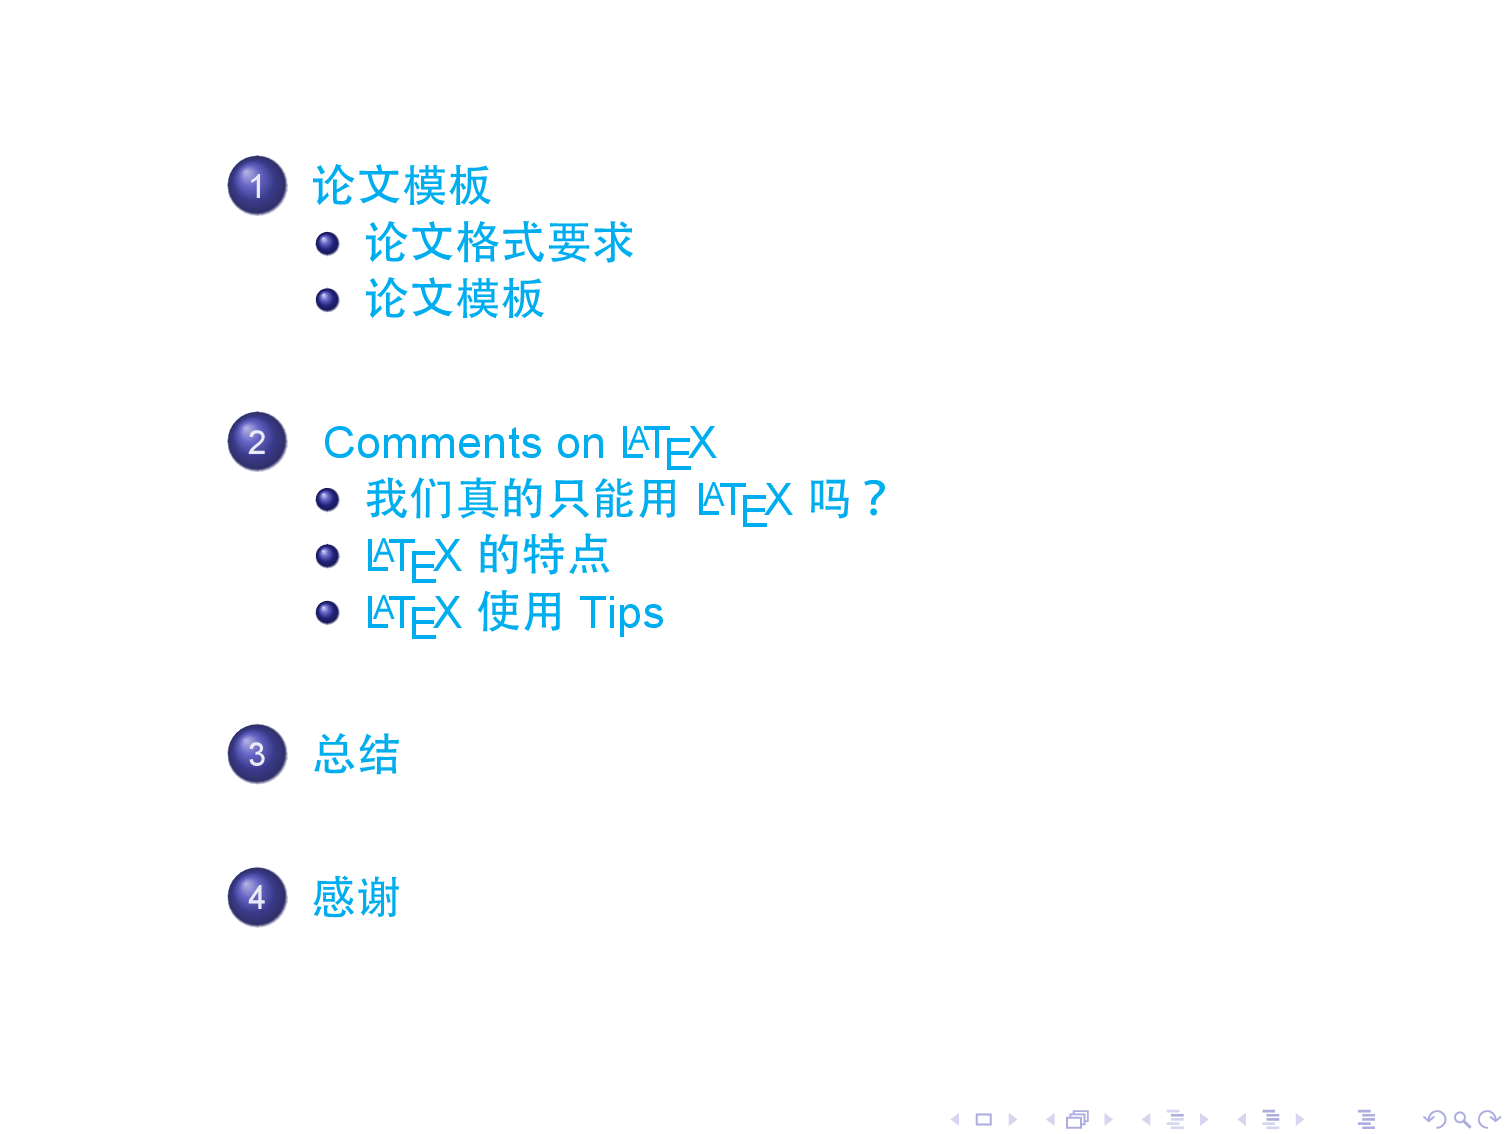 1 论文模板
论文格式要求
论文模板
2 Comments on LATEX
我们真的只能用 LATEX 吗？
LATEX 的特点
LATEX 使用 Tips
3 总结
4 感谢